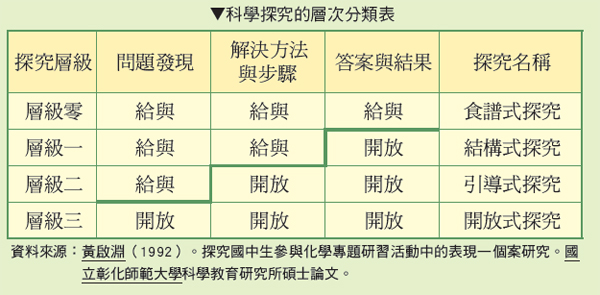 ▼科學探究的層次分類表
探究層級 問題發現 解決方法與步驟 答案與結果 探究名稱
層級零 給與 給與 給與 食譜式探究
層級一 給與 給與 開放 結構式探究
層級二 給與 開放 開放 引導式探究
層級三 開放 開放 開放 開放式探究
資料來源：黃啟淵（1992）。探究國中生參與化學專題研習活動中的表現一個案研究。國
立彰化師範大學科學教育研究所碩士論文。